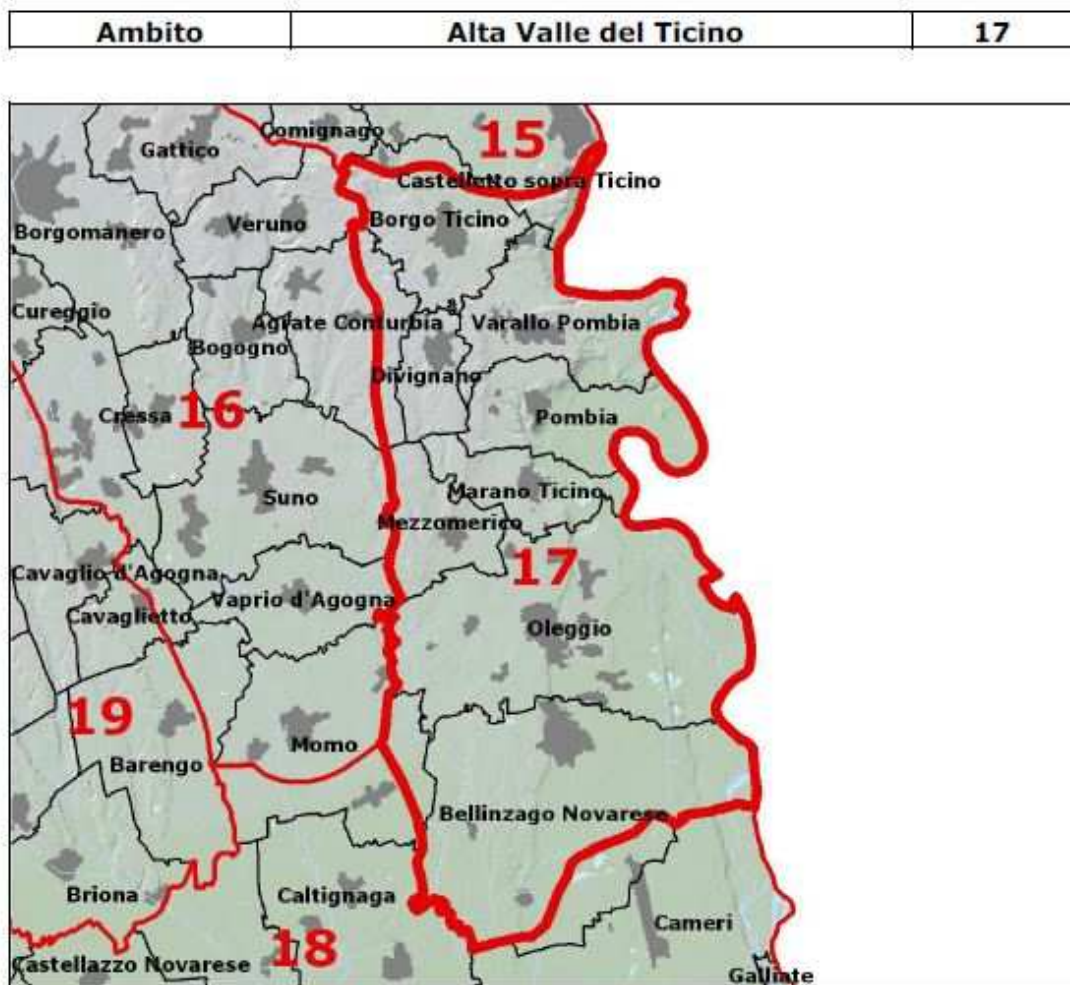 Ambito Alta Valle del Ticino 17
Comignago
15
Gattico
Castelletto sopra Ticino
Borgo Ticino
Veruno
Borgomanero
Cureggio
Agrate Conturbia
Varallo Pombia
Bogogno
Divignano
Cressa
16
Pombia
Suno
Marano Ticino
Mezzomerico
17
Cavaglio d'Agogna
Vaprio d'Agogna
Cavaglietto
Oleggio
19
Momo
Barengo
Bellinzago Novarese
Briona
Caltignaga
Cameri
18
Castellazzo Novarese
Galliate